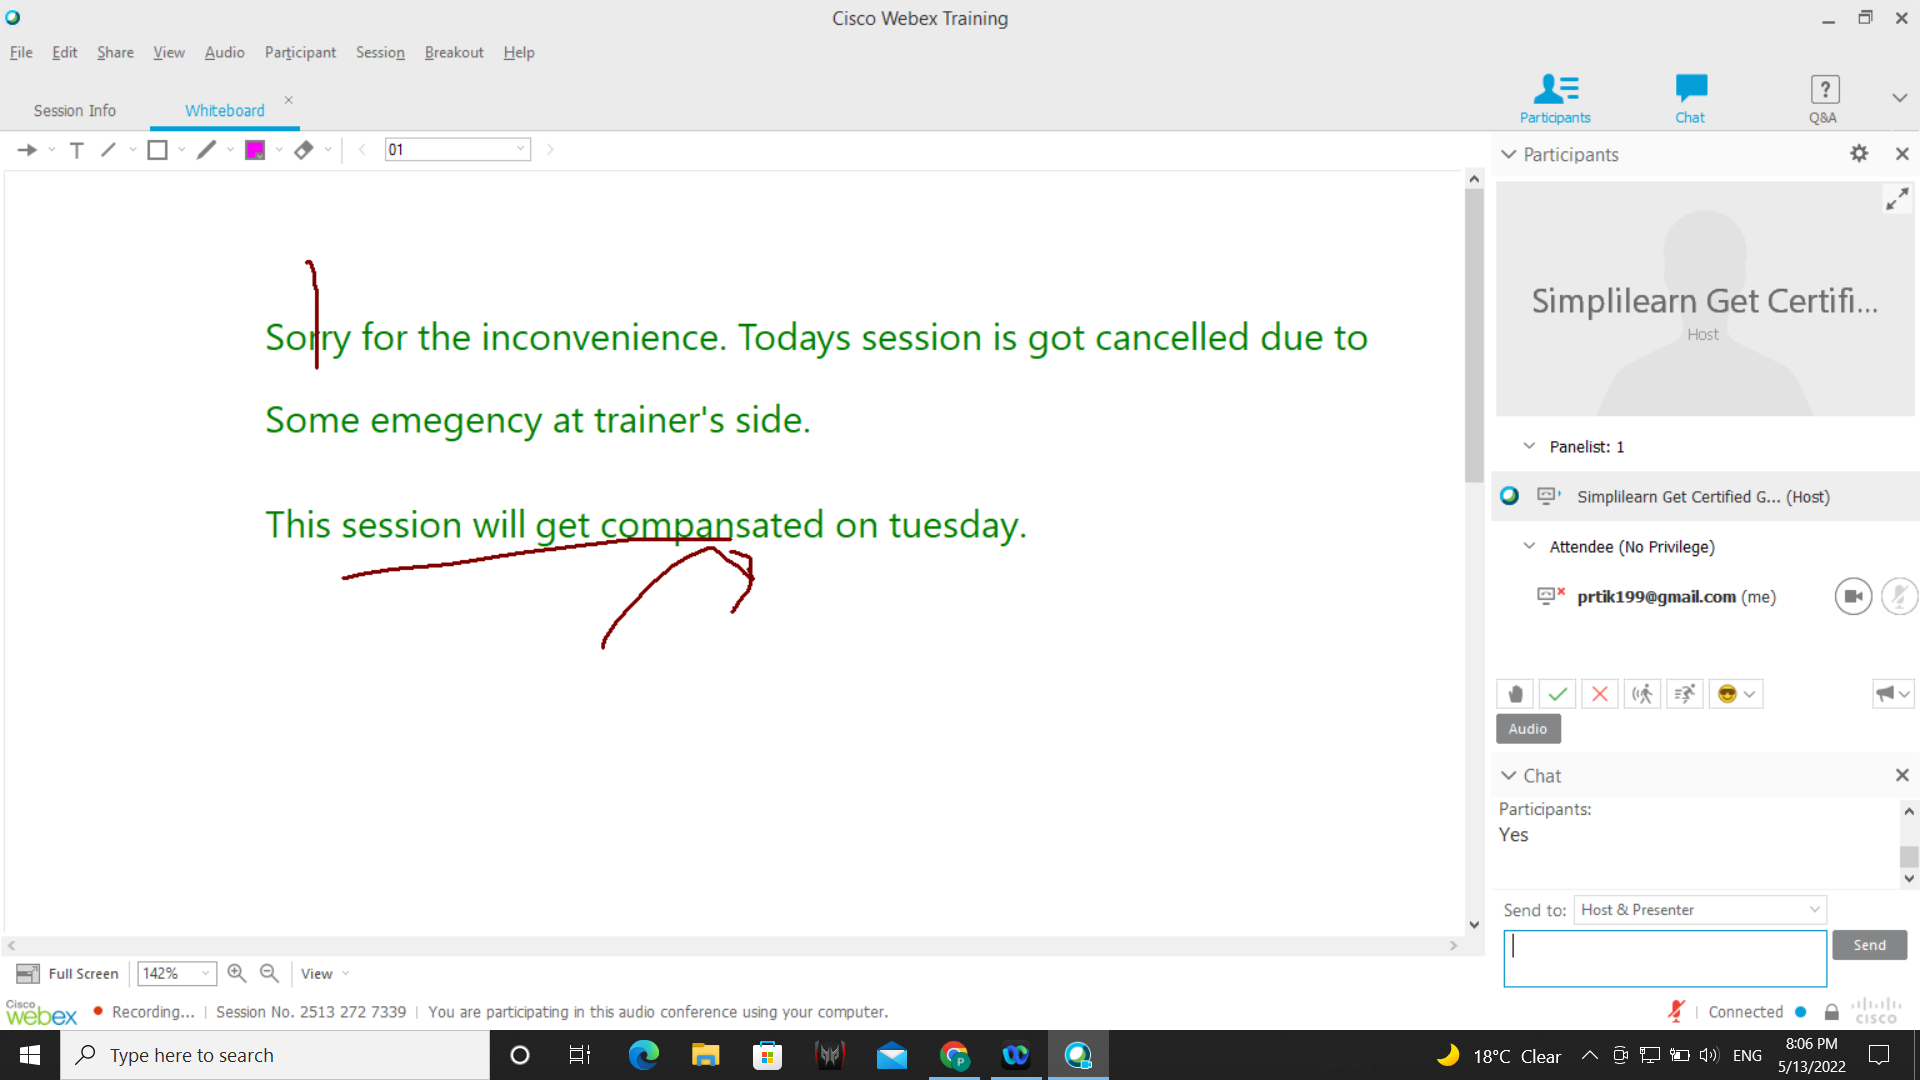 Cisco Webex Training
File Edit Share View Audio Participant Session Breakout Help
Session Info Whiteboard
Participants Chat Q&A
01
Participants
Simplilearn Get Certifi...
Host
Sorry for the inconvenience. Todays session is got cancelled due to
Some emegency at trainer's side.
This session will get compansated on tuesday.
Panelist: 1
Simplilearn Get Certified G... (Host)
Attendee (No Privilege)
prtik199@gmail.com (me)
Audio
Chat
Participants:
Yes
Send to: Host & Presenter
Send
Full Screen 142% View
Cisco webex Recording... Session No. 2513 272 7339 You are participating in this audio conference using your computer.
Connected
cisco
Type here to search
18°C Clear ENG
8:06 PM
5/13/2022